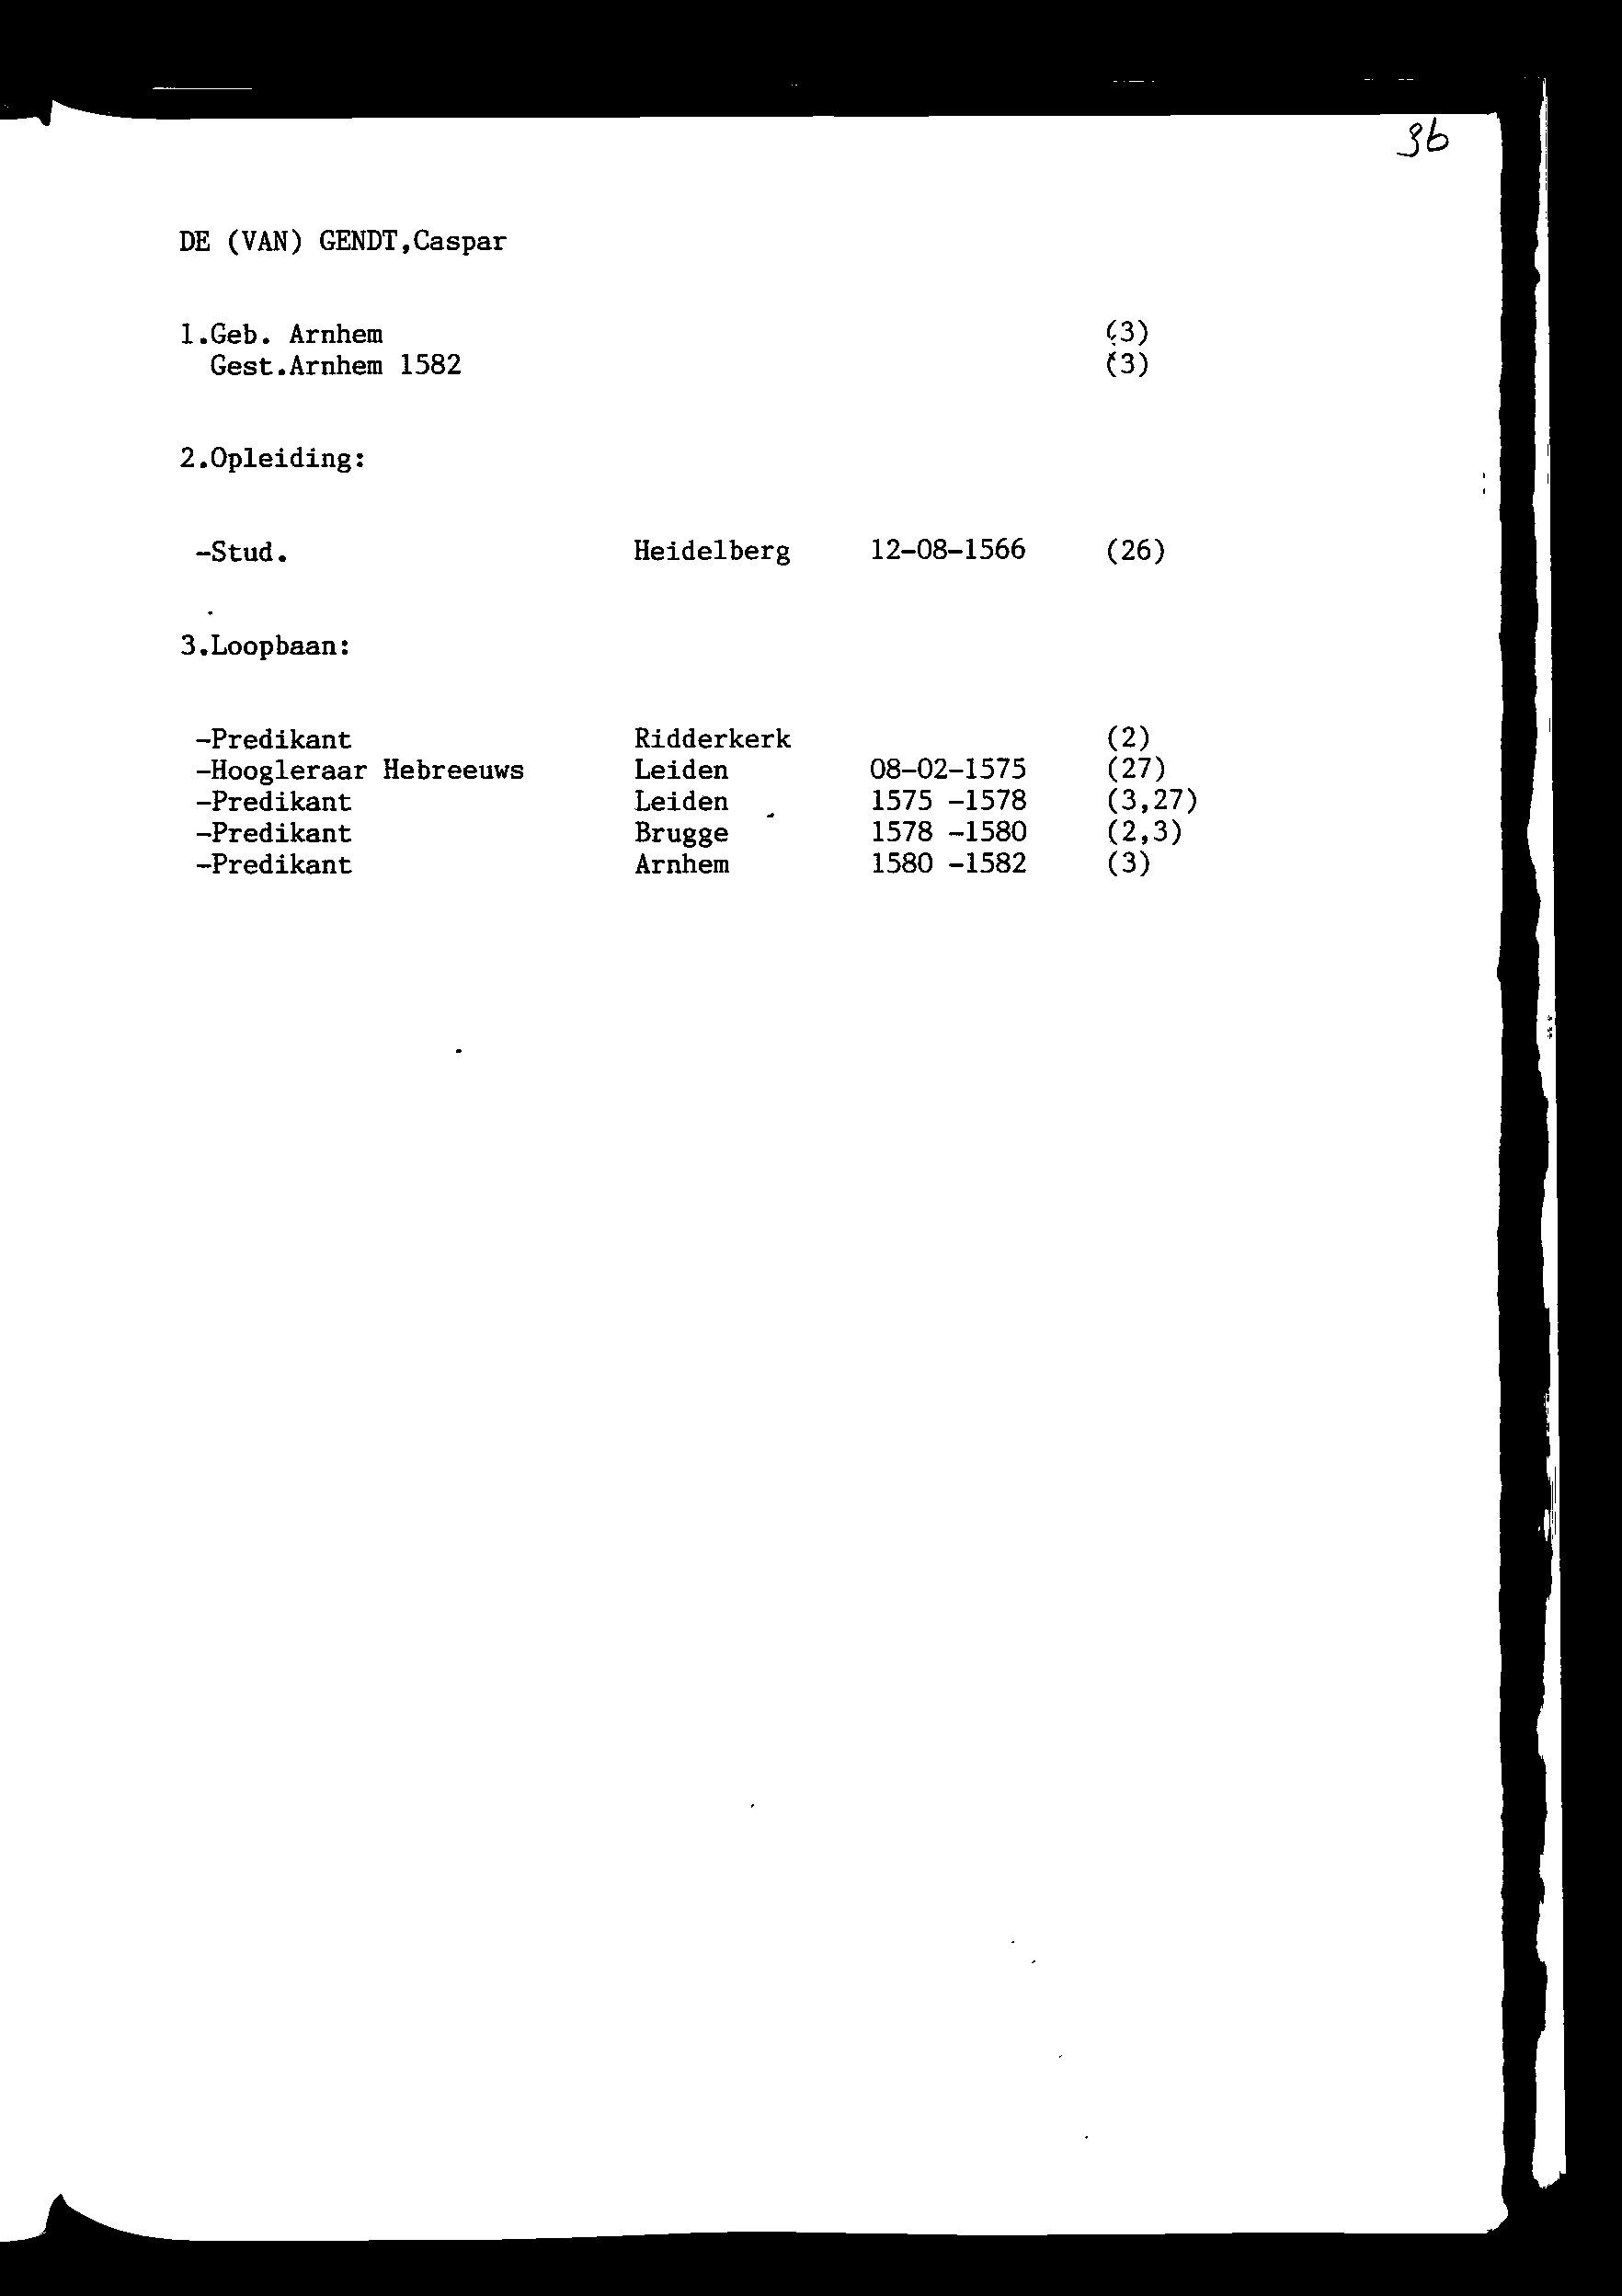 36
DE (VAN) GENDT,Caspar
1.Geb. Arnhem (3)
Gest.Arnhem 1582 (3)
2.Opleiding:
-Stud. Heidelberg 12-08-1566 (26)
3.Loopbaan:
-Predikant Ridderkerk (2)
-Hoogleraar Hebreeuws Leiden 08-02-1575 (27)
-Predikant Leiden 1575 -1578 (3,27)
-Predikant Brugge 1578 -1580 (2,3)
-Predikant Arnhem 1580 -1582 (3)